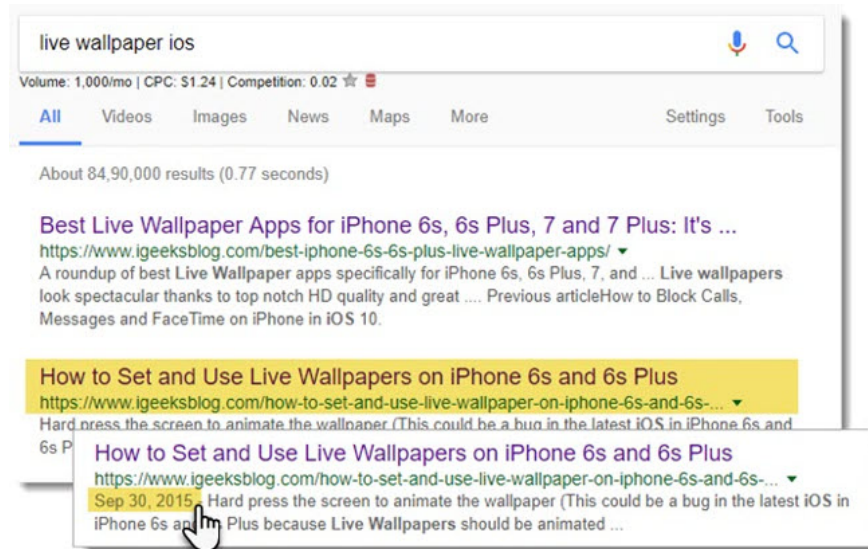 live wallpaper ios
Volume: 1,000/mo | CPC: $1.24 | Competition: 0.02
All Videos Images News Maps More Settings Tools
About 84,90,000 results (0.77 seconds)
Best Live Wallpaper Apps for iPhone 6s, 6s Plus, 7 and 7 Plus: It's ...
https://www.igeeksblog.com/best-iphone-6s-6s-plus-live-wallpaper-apps/
A roundup of best Live Wallpaper apps specifically for iPhone 6s, 6s Plus, 7, and ... Live wallpapers
look spectacular thanks to top notch HD quality and great .... Previous articleHow to Block Calls,
Messages and FaceTime on iPhone in iOS 10.
How to Set and Use Live Wallpapers on iPhone 6s and 6s Plus
https://www.igeeksblog.com/how-to-set-and-use-live-wallpaper-on-iphone-6s-and-6s-...
Hard press the screen to animate the wallpaper (This could be a bug in the latest iOS in iPhone 6s and
6s P
How to Set and Use Live Wallpapers on iPhone 6s and 6s Plus
https://www.igeeksblog.com/how-to-set-and-use-live-wallpaper-on-iphone-6s-and-6s-...
Sep 30, 2015 - Hard press the screen to animate the wallpaper (This could be a bug in the latest iOS in
iPhone 6s and Plus because Live Wallpapers should be animated ...